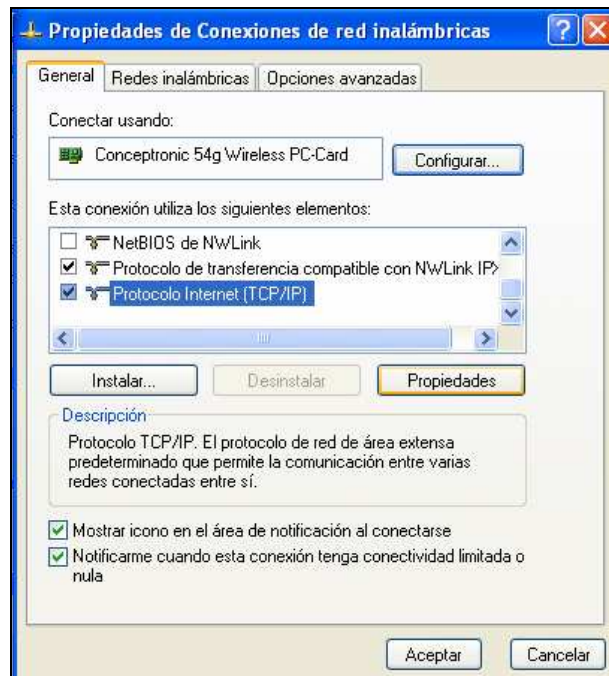 Propiedades de Conexiones de red inalámbricas
General Redes inalámbricas Opciones avanzadas
Conectar usando:
Conceptronic 54g Wireless PC-Card Configurar...
Esta conexión utiliza los siguientes elementos:
NetBIOS de NWLink
Protocolo de transferencia compatible con NWLink IP
Protocolo Internet (TCP/IP)
Instalar... Desinstalar Propiedades
Descripción
Protocolo TCP/IP. El protocolo de red de área extensa
predeterminado que permite la comunicación entre varias
redes conectadas entre sí.
Mostrar icono en el área de notificación al conectarse
Notificarme cuando esta conexión tenga conectividad limitada o
nula
Aceptar Cancelar